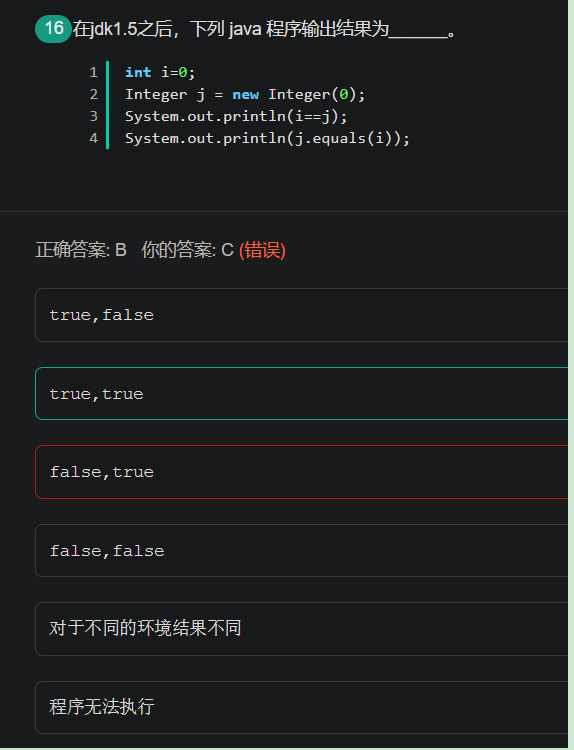 16 在jdk1.5之后，下列 java 程序输出结果为______。
1 int i=0;
2 Integer j = new Integer(0);
3 System.out.println(i==j);
4 System.out.println(j.equals(i));
正确答案: B 你的答案: C (错误)
true,false
true,true
false,true
false,false
对于不同的环境结果不同
程序无法执行